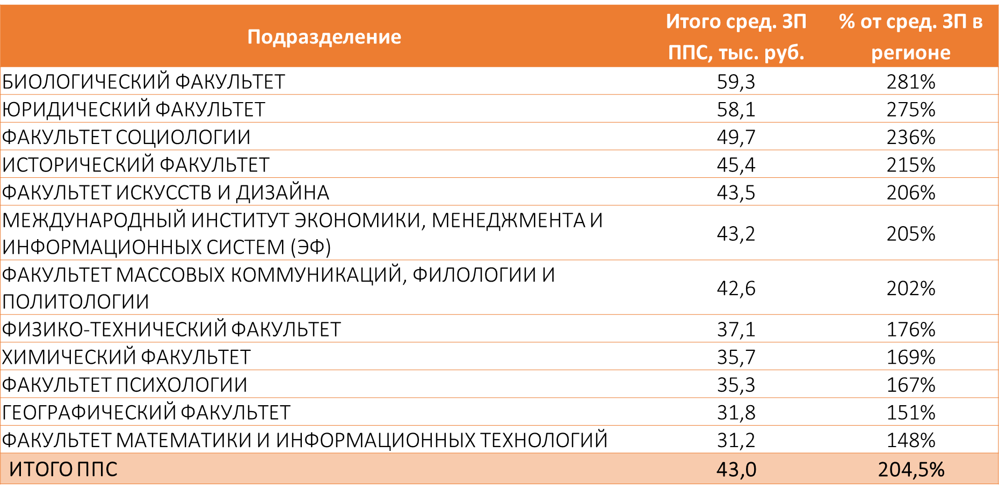 Подразделение
Итого сред. ЗП
ППС, тыс. руб.
% от сред. ЗП в
регионе
БИОЛОГИЧЕСКИЙ ФАКУЛЬТЕТ 59,3 281%
ЮРИДИЧЕСКИЙ ФАКУЛЬТЕТ 58,1 275%
ФАКУЛЬТЕТ СОЦИОЛОГИИ 49,7 236%
ИСТОРИЧЕСКИЙ ФАКУЛЬТЕТ 45,4 215%
ФАКУЛЬТЕТ ИСКУССТВ И ДИЗАЙНА 43,5 206%
МЕЖДУНАРОДНЫЙ ИНСТИТУТ ЭКОНОМИКИ, МЕНЕДЖМЕНТА И
ИНФОРМАЦИОННЫХ СИСТЕМ (ЭФ)
43,2 205%
ФАКУЛЬТЕТ МАССОВЫХ КОММУНИКАЦИЙ, ФИЛОЛОГИИ И
ПОЛИТОЛОГИИ
42,6 202%
ФИЗИКО-ТЕХНИЧЕСКИЙ ФАКУЛЬТЕТ 37,1 176%
ХИМИЧЕСКИЙ ФАКУЛЬТЕТ 35,7 169%
ФАКУЛЬТЕТ ПСИХОЛОГИИ 35,3 167%
ГЕОГРАФИЧЕСКИЙ ФАКУЛЬТЕТ 31,8 151%
ФАКУЛЬТЕТ МАТЕМАТИКИ И ИНФОРМАЦИОННЫХ ТЕХНОЛОГИЙ 31,2 148%
ИТОГО ППС 43,0 204,5%